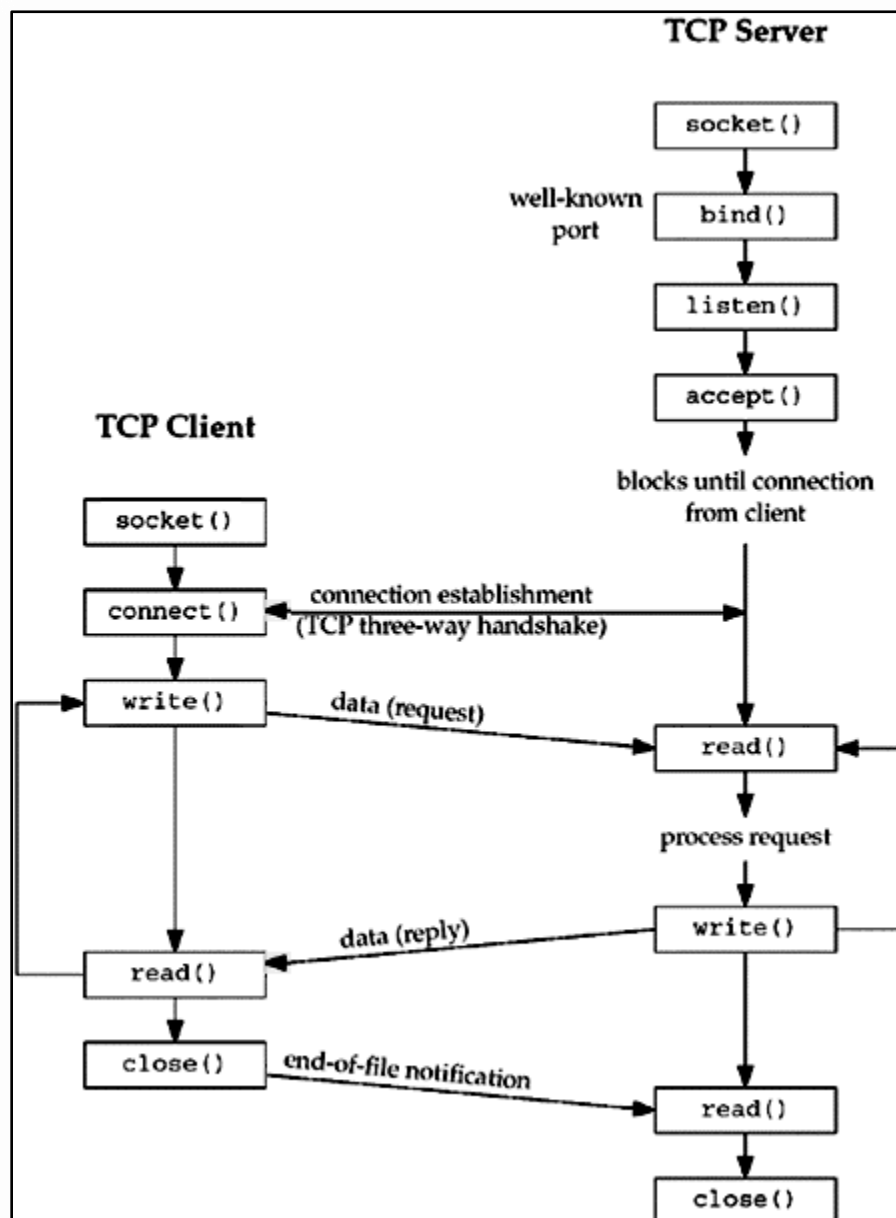 TCP Server
socket()
well-known
port
bind()
listen()
accept()
TCP Client
blocks until connection
from client
socket()
connect()
connection establishment
(TCP three-way handshake)
write()
data (request)
read()
process request
write()
data (reply)
read()
close()
end-of-file notification
read()
close()